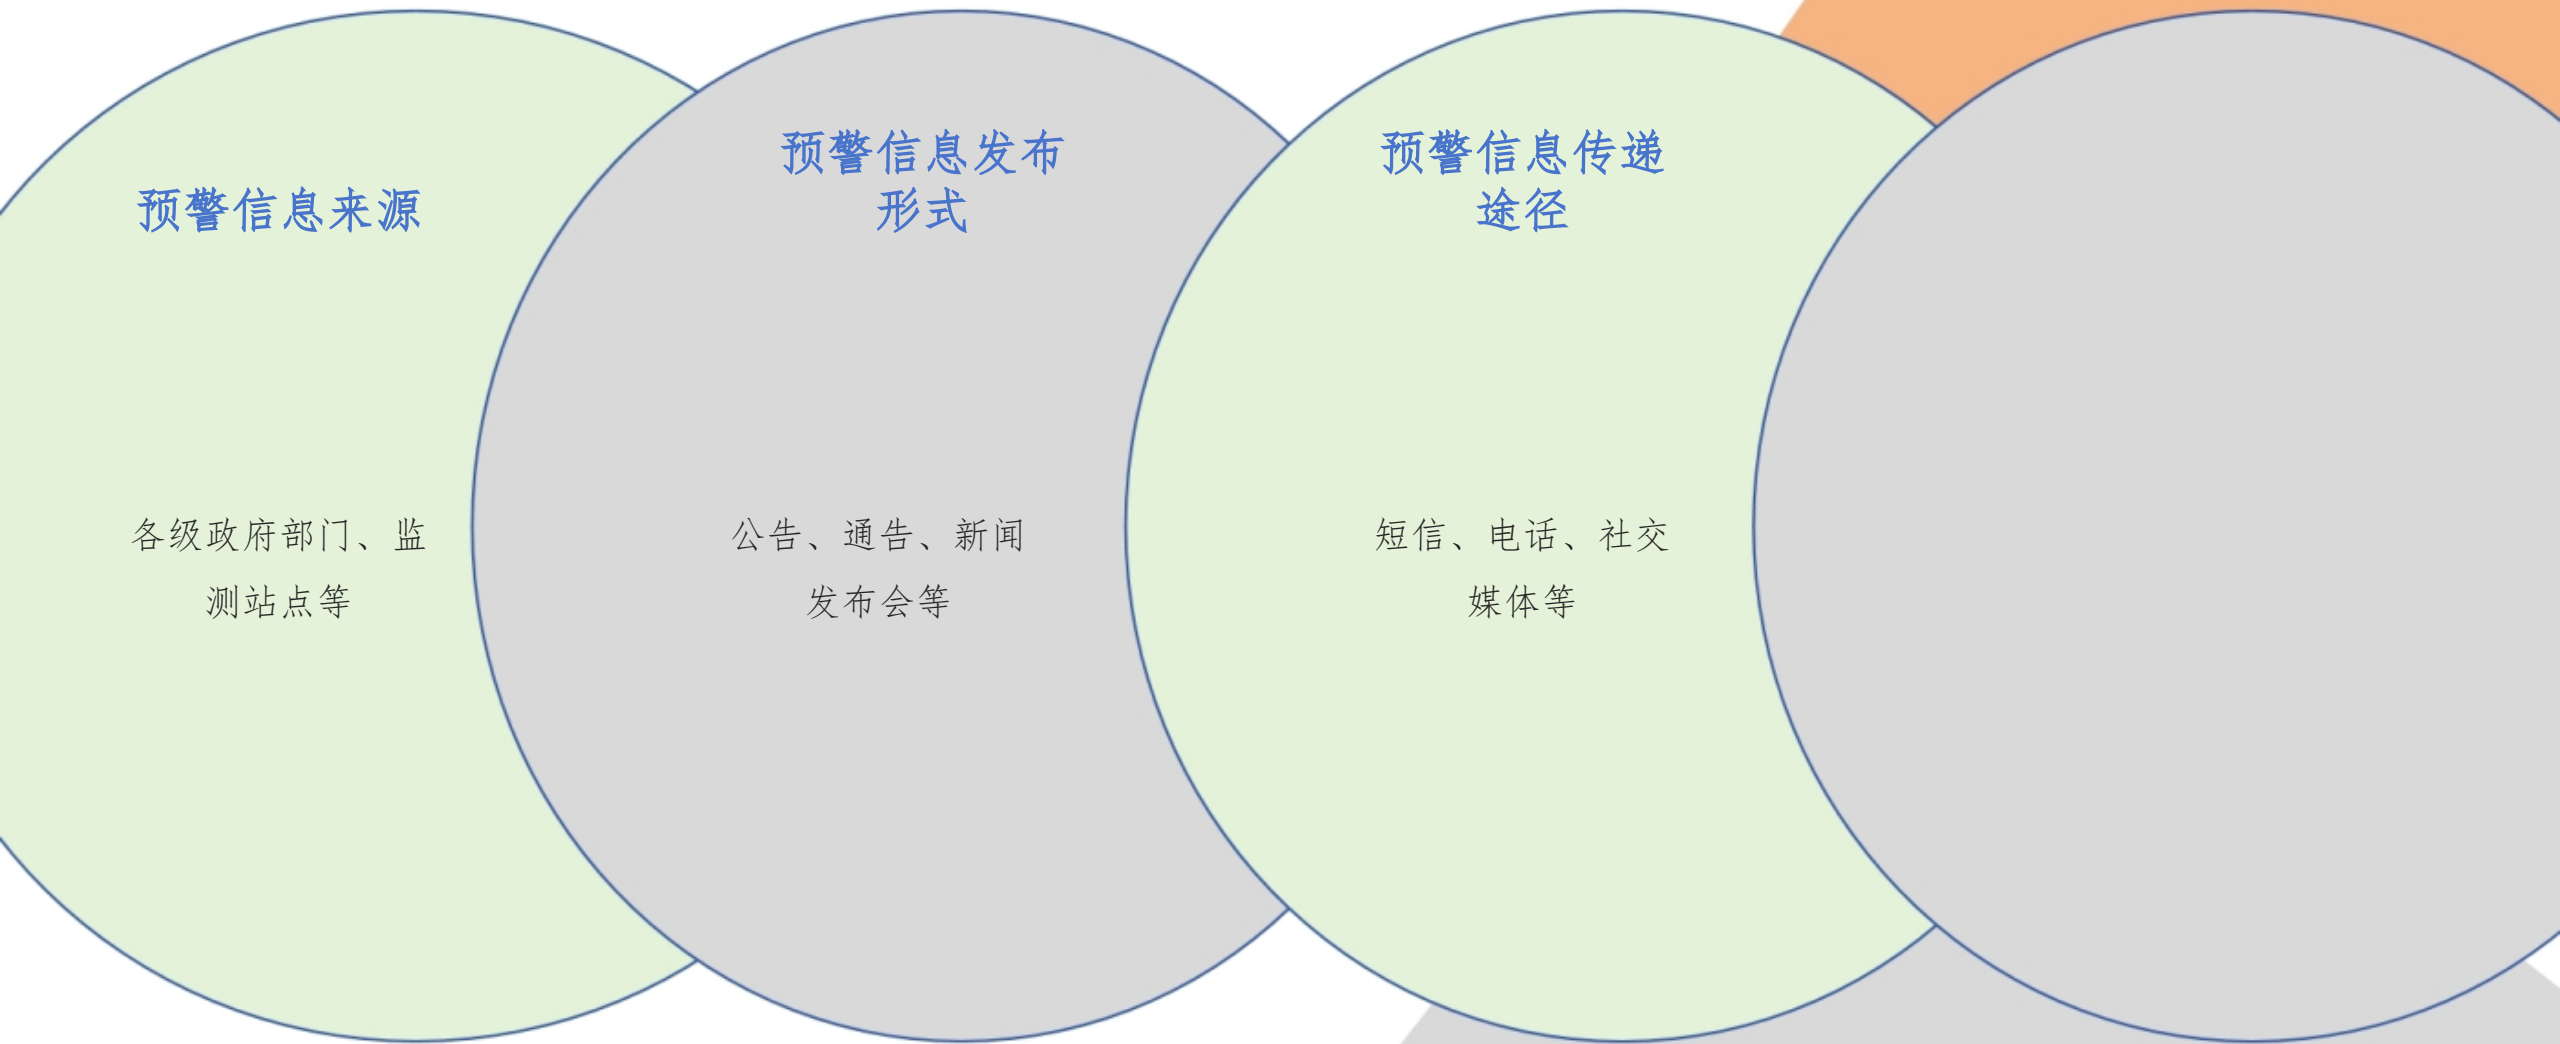 预警信息来源
各级政府部门、监
测站点等
预警信息发布
形式
公告、通告、新闻
发布会等
预警信息传递
途径
短信、电话、社交
媒体等